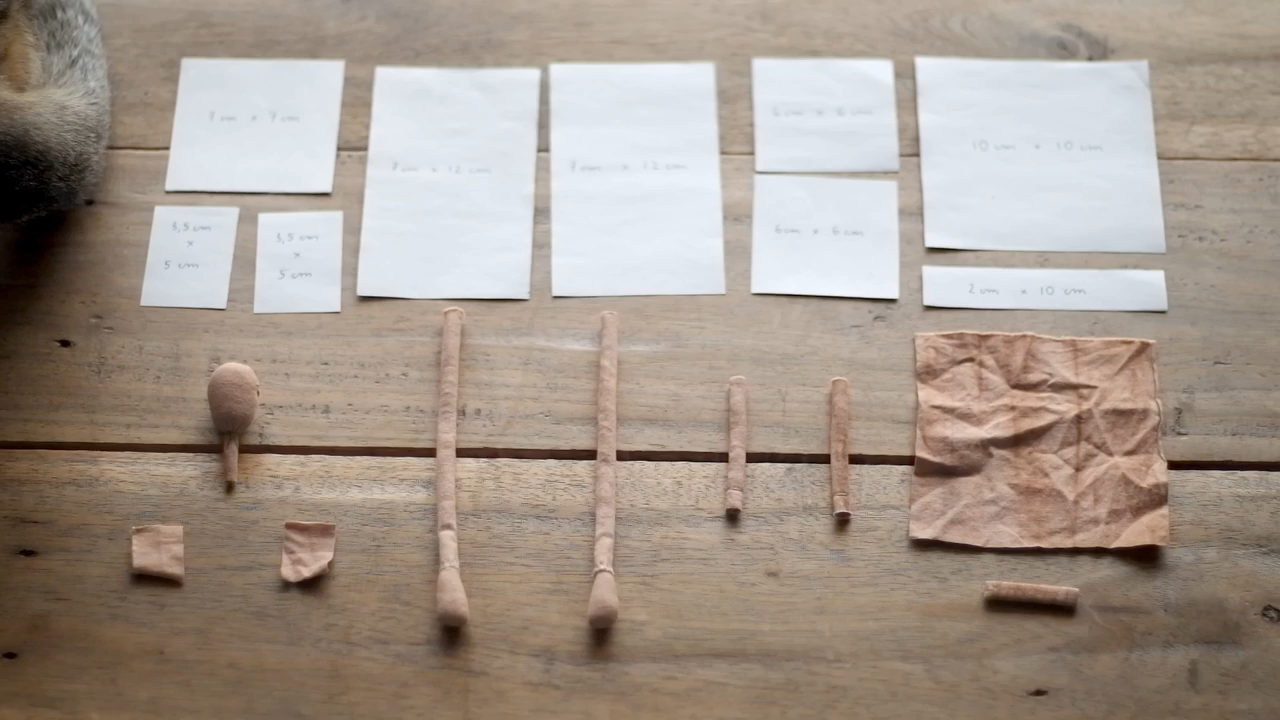 7 cm x 7 cm
7 cm x 12 cm
7 cm x 12 cm
6 cm x 6 cm
10 cm x 10 cm
3,5 cm
x
5 cm
3,5 cm
x
5 cm
6 cm x 6 cm
2 cm x 10 cm